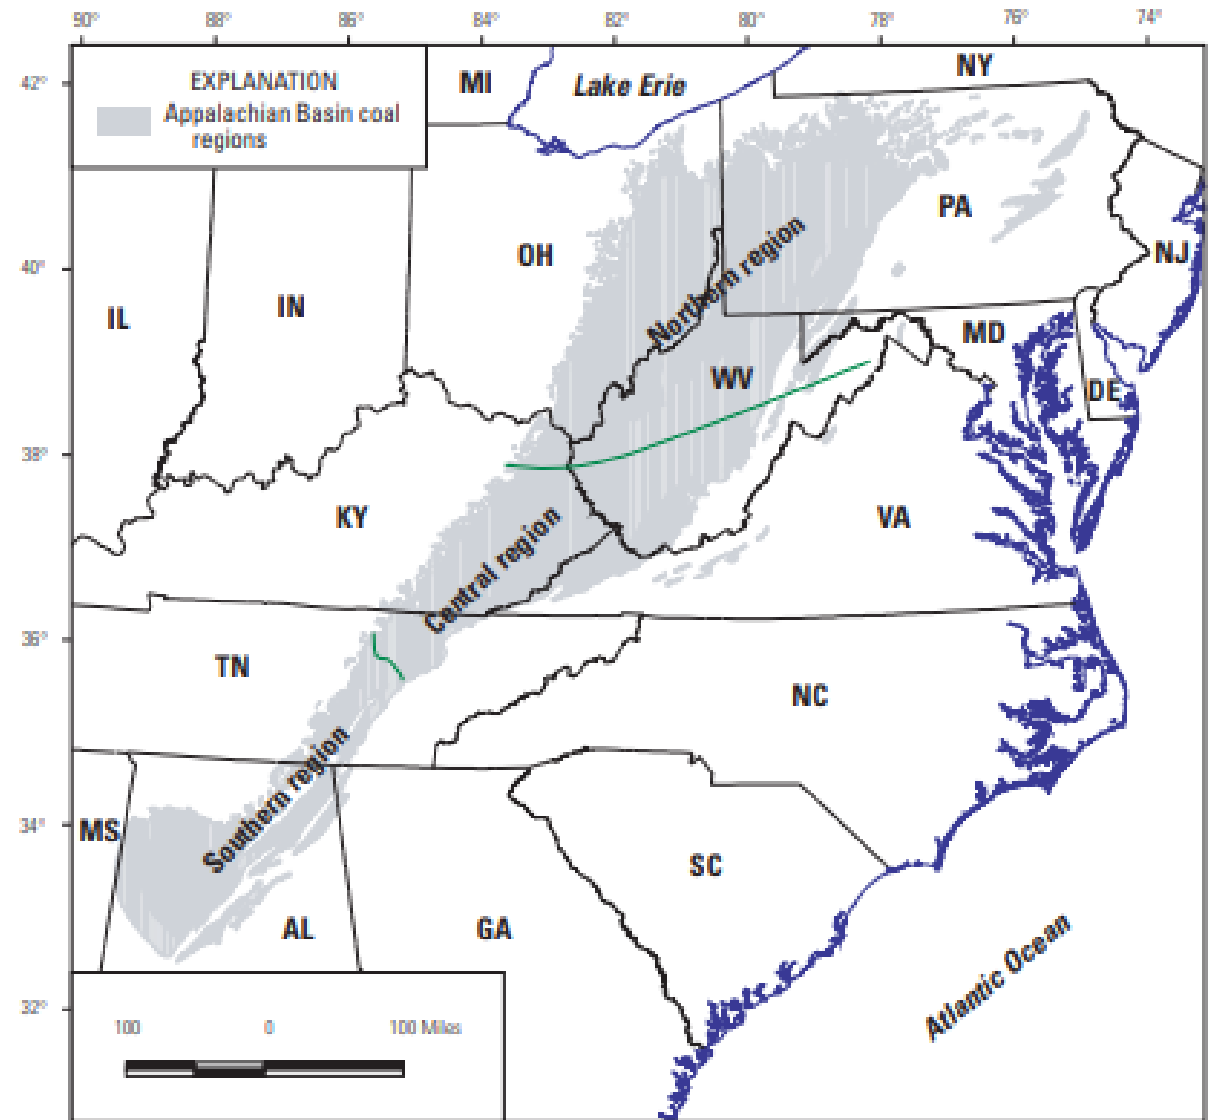 90° 88° 86° 84° 82° 80° 78° 76° 74°
42°
40°
38°
36°
34°
32°
EXPLANATION
Appalachian Basin coal
regions
MI
Lake Erie
NY
PA
OH
NJ
IL
IN
Northern region
MD
WV
DE
KY
VA
Central region
TN
NC
Southern region
MS
SC
AL
GA
Atlantic Ocean
100 0 100 Miles